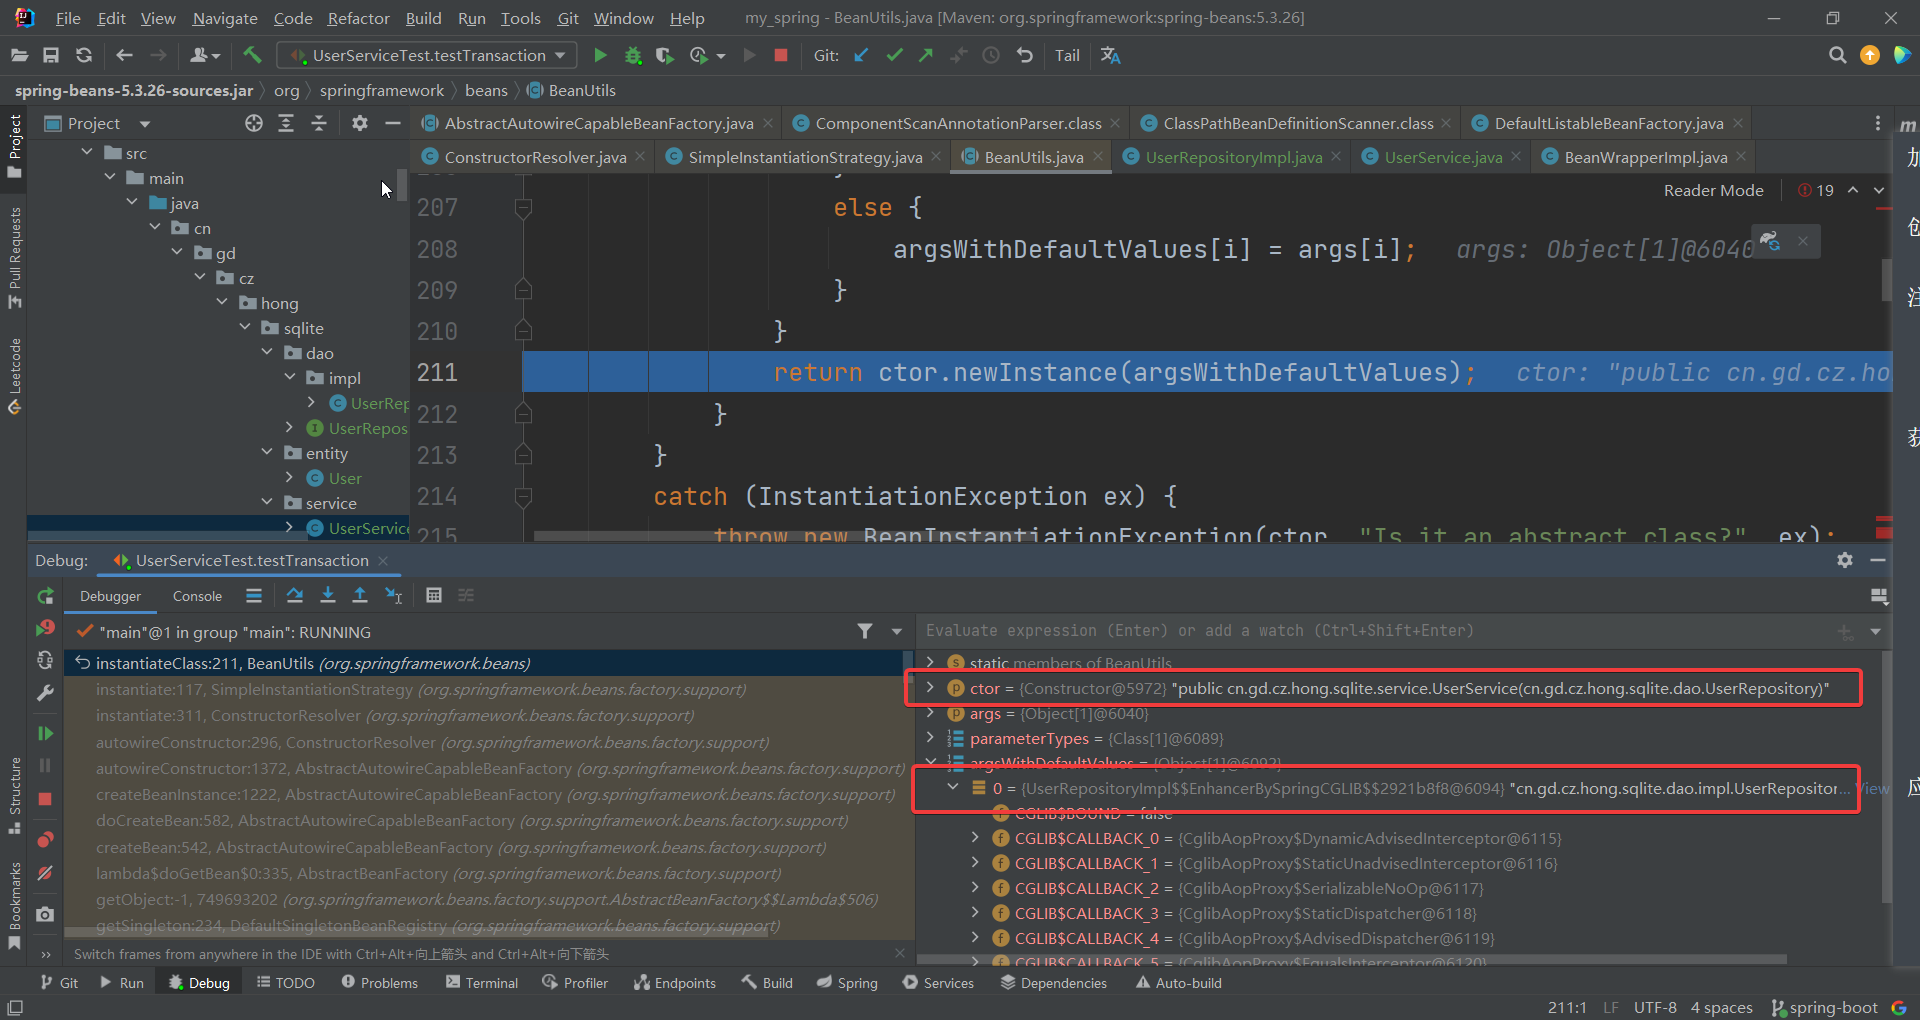 File Edit View Navigate Code Refactor Build Run Tools Git Window Help my_spring - BeanUtils.java [Maven: org.springframework:spring-beans:5.3.26]
UserServiceTest.testTransaction Git: Tail
spring-beans-5.3.26-sources.jar org springframework beans BeanUtils
Project
AbstractAutowireCapableBeanFactory.java ComponentScanAnnotationParser.class ClassPathBeanDefinitionScanner.class DefaultListableBeanFactory.java
ConstructorResolver.java SimpleInstantiationStrategy.java BeanUtils.java UserRepositoryImpl.java UserService.java BeanWrapperImpl.java
Project
Pull Requests
Leetcode
Structure
Bookmarks
src
main
java
cn
gd
cz
hong
sqlite
dao
impl
UserRep
UserRepos
entity
User
service
UserService
Reader Mode 19
207 else {
208 argsWithDefaultValues[i] = args[i]; args: Object[1]@6040
209 }
210 }
211 return ctor.newInstance(argsWithDefaultValues); ctor: "public cn.gd.cz.ho
212 }
213 }
214 catch (InstantiationException ex) {
215 throw new BeanInstantiationException(ctor, "Is it an abstract class?", ex);
Debug: UserServiceTest.testTransaction
Debugger Console
"main"@1 in group "main": RUNNING
instantiateClass:211, BeanUtils (org.springframework.beans)
instantiate:117, SimpleInstantiationStrategy (org.springframework.beans.factory.support)
instantiate:311, ConstructorResolver (org.springframework.beans.factory.support)
autowireConstructor:296, ConstructorResolver (org.springframework.beans.factory.support)
autowireConstructor:1372, AbstractAutowireCapableBeanFactory (org.springframework.beans.factory.support)
createBeanInstance:1222, AbstractAutowireCapableBeanFactory (org.springframework.beans.factory.support)
doCreateBean:582, AbstractAutowireCapableBeanFactory (org.springframework.beans.factory.support)
createBean:542, AbstractAutowireCapableBeanFactory (org.springframework.beans.factory.support)
lambda$doGetBean$0:335, AbstractBeanFactory (org.springframework.beans.factory.support)
getObject:-1, 749693202 (org.springframework.beans.factory.support.AbstractBeanFactory$$Lambda$506)
getSingleton:234, DefaultSingletonBeanRegistry (org.springframework.beans.factory.support)
Switch frames from anywhere in the IDE with Ctrl+Alt+向上箭头 and Ctrl+Alt+向下箭头
Evaluate expression (Enter) or add a watch (Ctrl+Shift+Enter)
static members of BeanUtils
ctor = {Constructor@5972} "public cn.gd.cz.hong.sqlite.service.UserService(cn.gd.cz.hong.sqlite.dao.UserRepository)"
args = {Object[1]@6040}
parameterTypes = {Class[1]@6089}
argsWithDefaultValues = {Object[1]@6092}
0 = {UserRepositoryImpl$$EnhancerBySpringCGLIB$$2921b8f8@6094} "cn.gd.cz.hong.sqlite.dao.impl.UserRepositor... View
CGLIB$BOUND = false
CGLIB$CALLBACK_0 = {CglibAopProxy$DynamicAdvisedInterceptor@6115}
CGLIB$CALLBACK_1 = {CglibAopProxy$StaticUnadvisedInterceptor@6116}
CGLIB$CALLBACK_2 = {CglibAopProxy$SerializableNoOp@6117}
CGLIB$CALLBACK_3 = {CglibAopProxy$StaticDispatcher@6118}
CGLIB$CALLBACK_4 = {CglibAopProxy$AdvisedDispatcher@6119}
CGLIB$CALLBACK_5 = {CglibAopProxy$EqualsInterceptor@6120}
Git Run Debug TODO Problems Terminal Profiler Endpoints Build Spring Services Dependencies Auto-build
211:1 LF UTF-8 4 spaces spring-boot